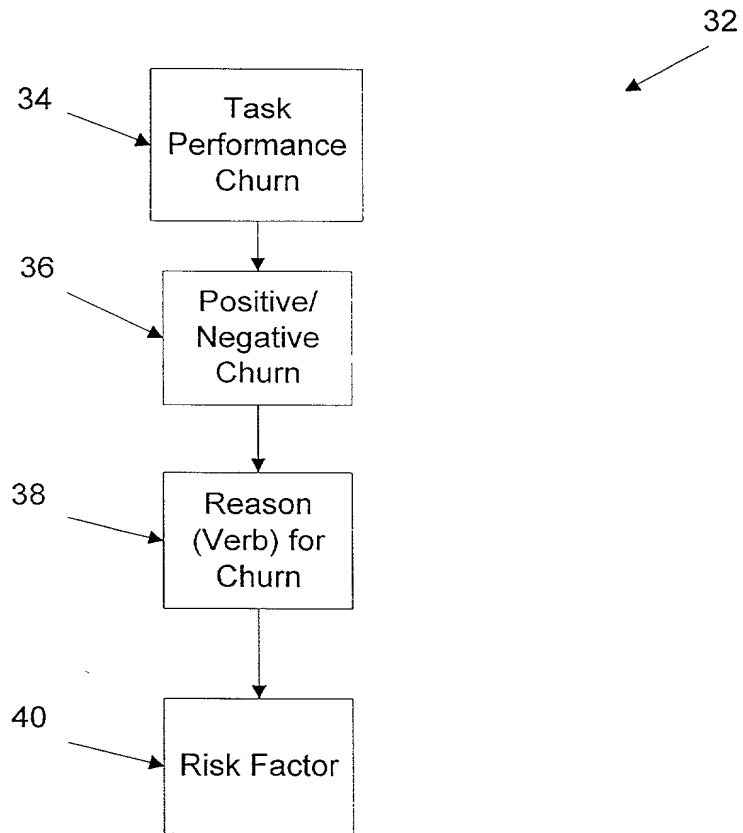 32
34
Task
Performance
Churn
36
Positive/
Negative
Churn
38
Reason
(Verb) for
Churn
40
Risk Factor